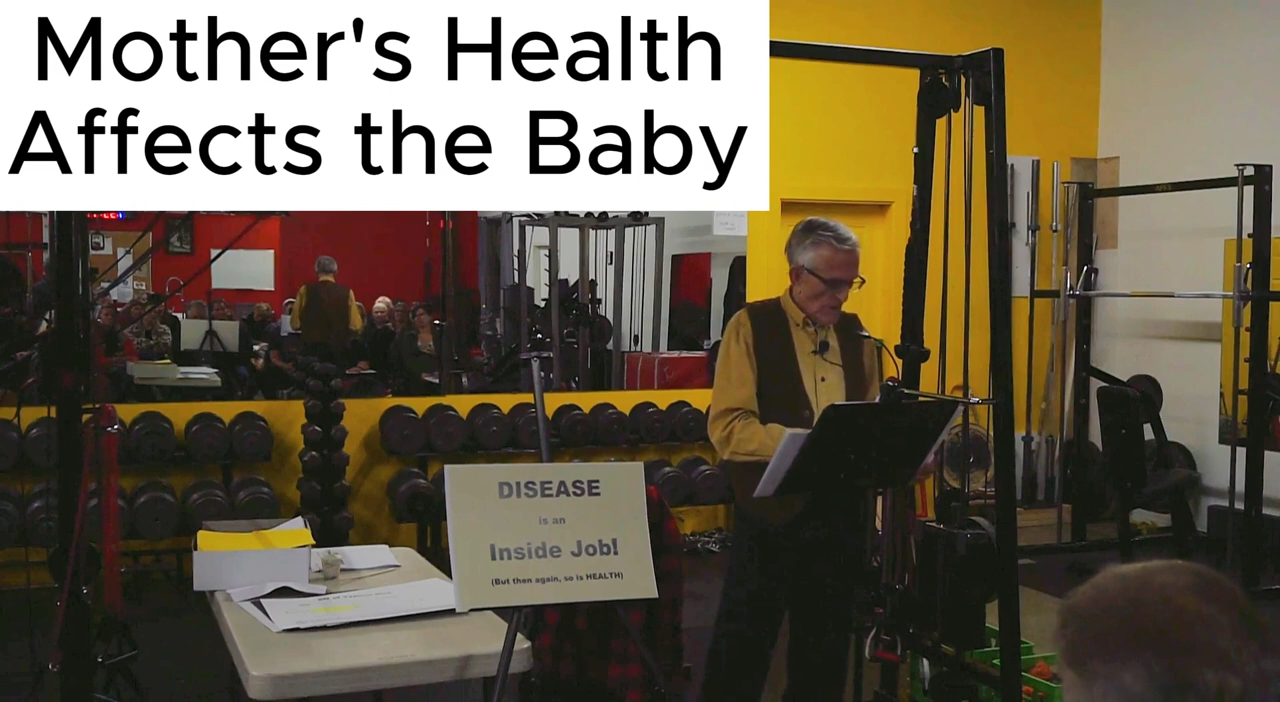 Mother's Health
Affects the Baby
DISEASE
is an
Inside Job!
(But then again, so is HEALTH)